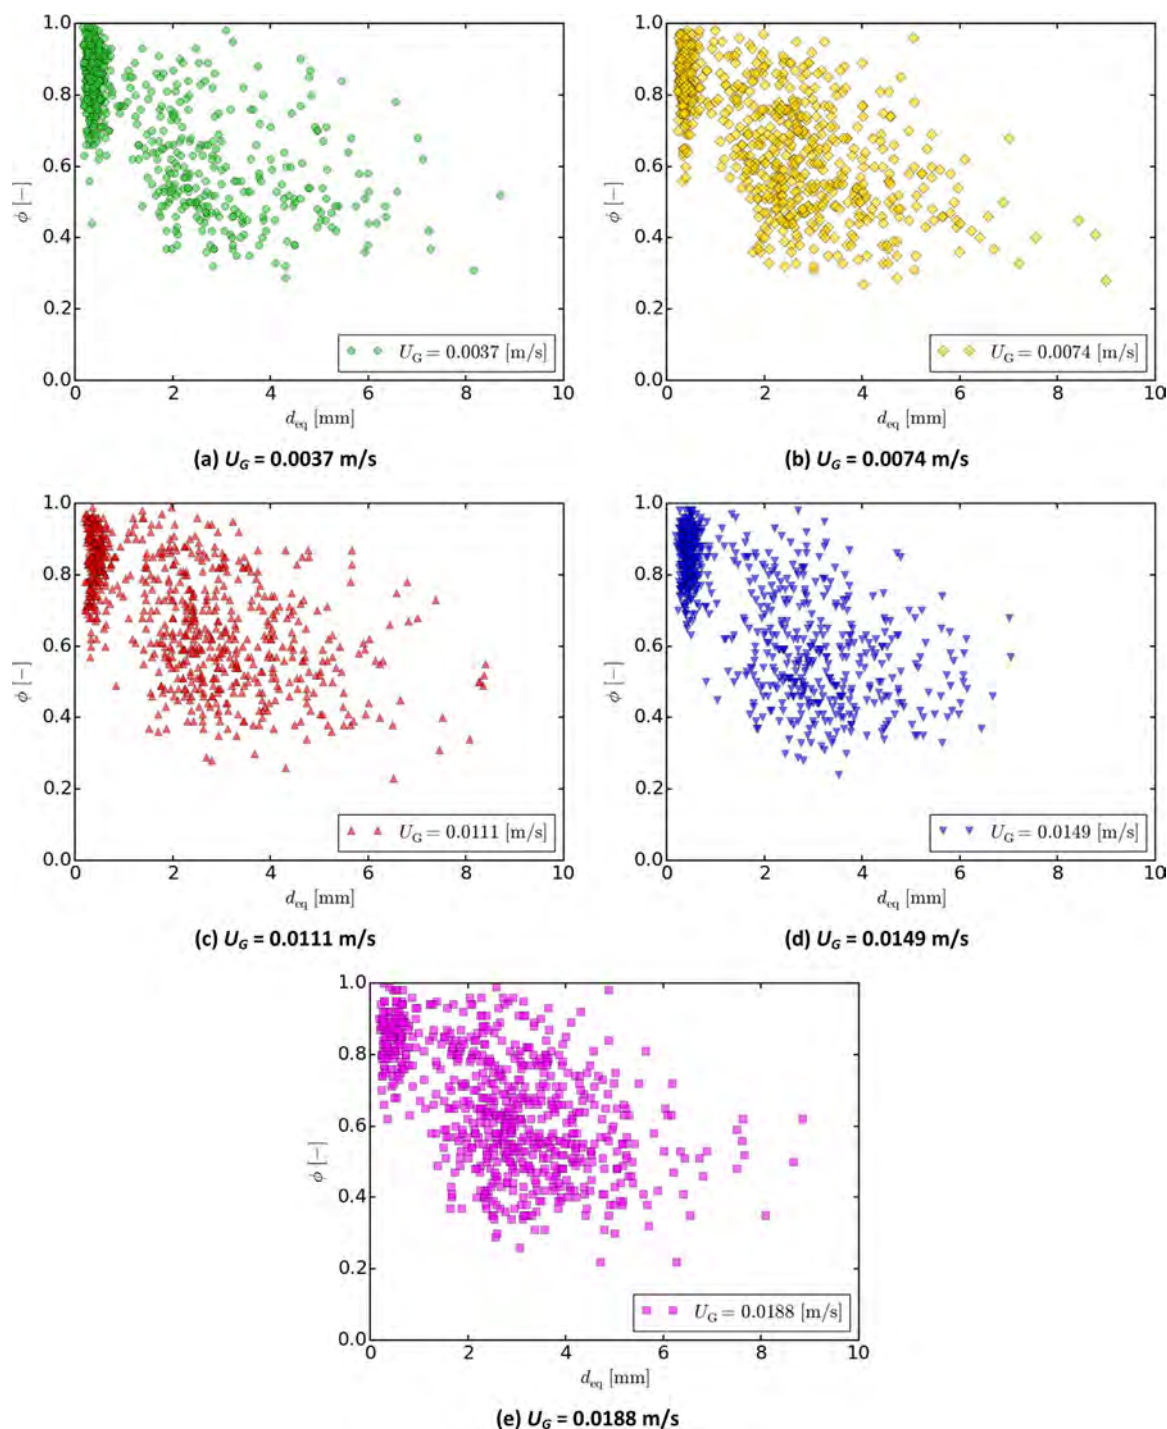 1.0
0.8
0.6
0.4
0.2
0.0
ϕ [−]
0 2 4 6 8 10
d_eq [mm]
U_G = 0.0037 [m/s]
(a) U_G = 0.0037 m/s
1.0
0.8
0.6
0.4
0.2
0.0
ϕ [−]
0 2 4 6 8 10
d_eq [mm]
U_G = 0.0074 [m/s]
(b) U_G = 0.0074 m/s
1.0
0.8
0.6
0.4
0.2
0.0
ϕ [−]
0 2 4 6 8 10
d_eq [mm]
U_G = 0.0111 [m/s]
(c) U_G = 0.0111 m/s
1.0
0.8
0.6
0.4
0.2
0.0
ϕ [−]
0 2 4 6 8 10
d_eq [mm]
U_G = 0.0149 [m/s]
(d) U_G = 0.0149 m/s
1.0
0.8
0.6
0.4
0.2
0.0
ϕ [−]
0 2 4 6 8 10
d_eq [mm]
U_G = 0.0188 [m/s]
(e) U_G = 0.0188 m/s